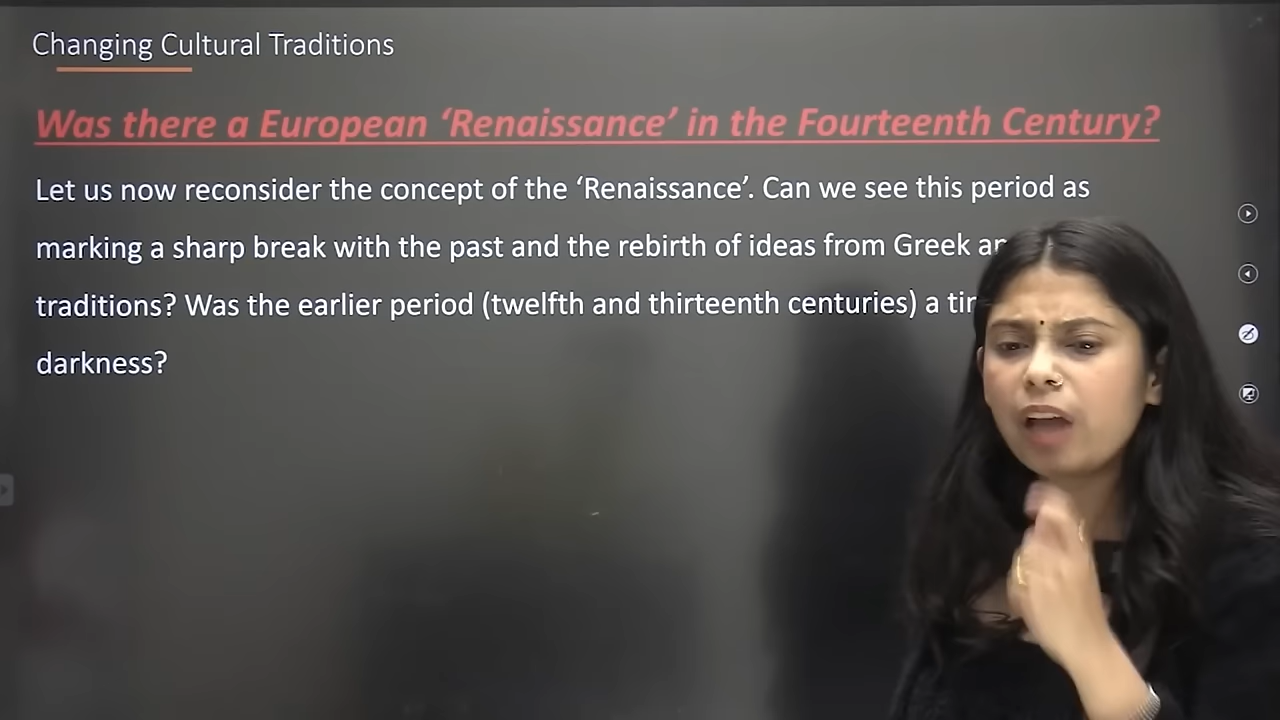 Changing Cultural Traditions
Was there a European ‘Renaissance’ in the Fourteenth Century?
Let us now reconsider the concept of the ‘Renaissance’. Can we see this period as
marking a sharp break with the past and the rebirth of ideas from Greek
traditions? Was the earlier period (twelfth and thirteenth centuries) a
darkness?